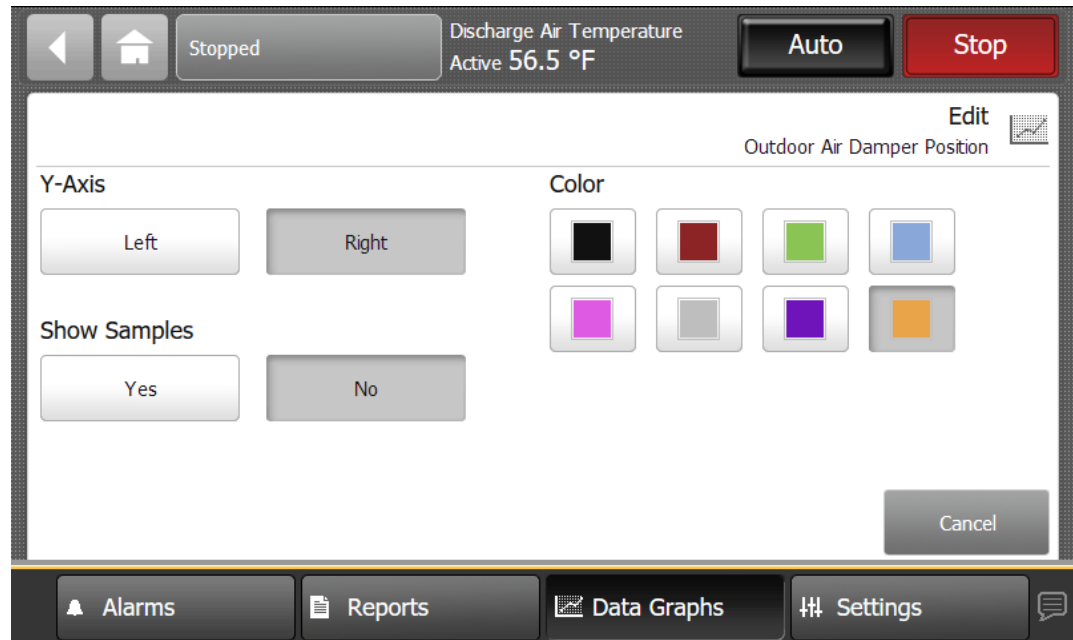 Stopped
Discharge Air Temperature
Active 56.5 °F
Auto
Stop
Edit
Outdoor Air Damper Position
Y-Axis
Color
Left
Right
Show Samples
Yes
No
Cancel
Alarms
Reports
Data Graphs
Settings